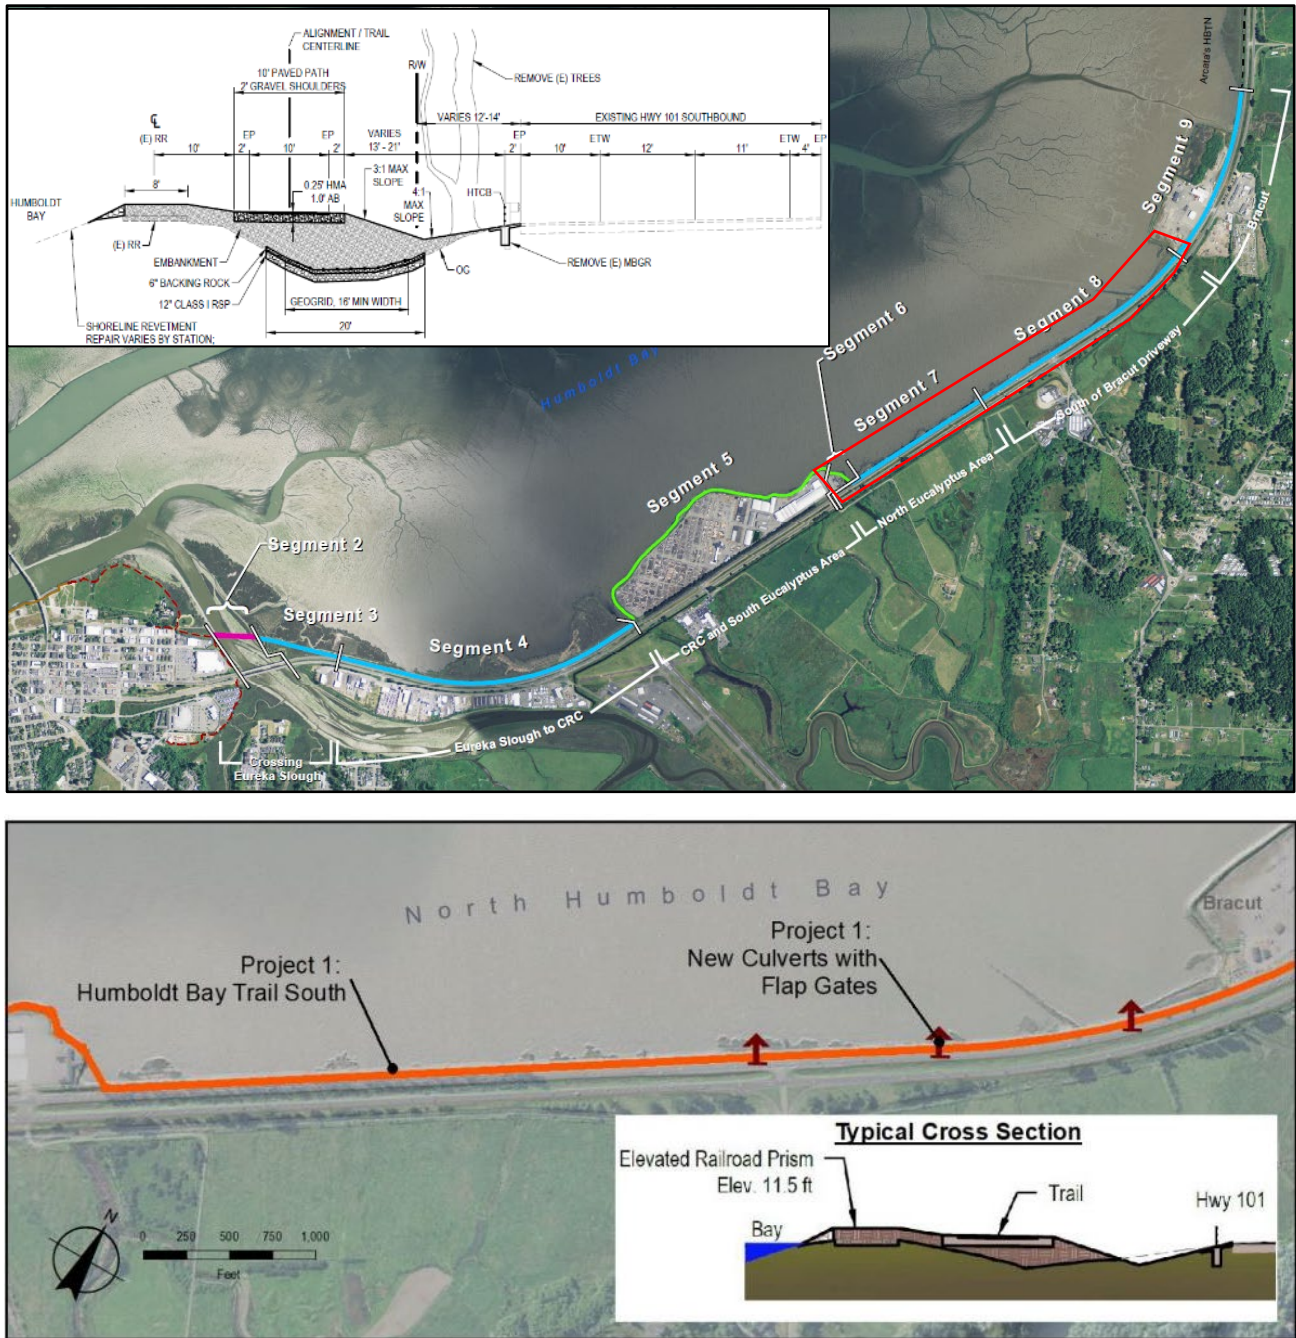 ALIGNMENT / TRAIL
CENTERLINE
10' PAVED PATH
2' GRAVEL SHOULDERS
R/W
REMOVE (E) TREES
VARIES 12'-14'
EXISTING HWY 101 SOUTHBOUND
(E) RR
EP
EP
VARIES
13' - 21'
EP
ETW
ETW
EP
10'
2'
10'
2'
2'
10'
12'
11'
4'
8'
0.25' HMA
1.0' AB
3:1 MAX
SLOPE
4:1
MAX
SLOPE
HTCB
HUMBOLDT
BAY
(E) RR
EMBANKMENT
6" BACKING ROCK
12" CLASS I RSP
GEOGRID, 16' MIN WIDTH
20'
OG
REMOVE (E) MBGR
SHORELINE REVETMENT
REPAIR VARIES BY STATION;
Arcata's HBTN
Segment 9
Bracut
Segment 8
Segment 6
Segment 7
South of Bracut Driveway
Humboldt Bay
Segment 5
North Eucalyptus Area
CRC and South Eucalyptus Area
Segment 2
Segment 3
Segment 4
Eureka Slough to CRC
Crossing
Eureka Slough
North Humboldt Bay
Bracut
Project 1:
Humboldt Bay Trail South
Project 1:
New Culverts with
Flap Gates
N
0 250 500 750 1,000
Feet
Typical Cross Section
Elevated Railroad Prism
Elev. 11.5 ft
Trail
Hwy 101
Bay